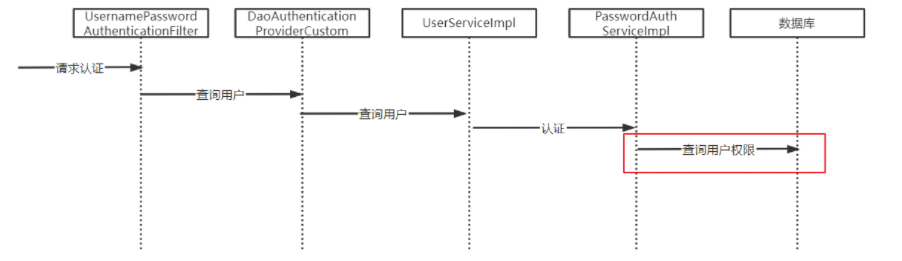 UsernamePassword
AuthenticationFilter
DaoAuthentication
ProviderCustom
UserServiceImpl
PasswordAuth
ServiceImpl
数据库
请求认证
查询用户
查询用户
认证
查询用户权限